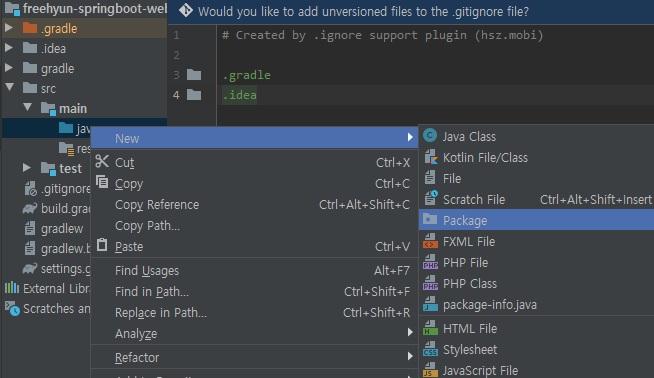 freehyun-springboot-web
.gradle
.idea
gradle
src
main
jav
res
test
.gitignore
build.grad
gradlew
gradlew.b
settings.g
External Libra
Scratches an
Would you like to add unversioned files to the .gitignore file?
1 # Created by .ignore support plugin (hsz.mobi)
2
3 .gradle
4 .idea
New
Cut Ctrl+X
Copy Ctrl+C
Copy Reference Ctrl+Alt+Shift+C
Copy Path...
Paste Ctrl+V
Find Usages Alt+F7
Find in Path... Ctrl+Shift+F
Replace in Path... Ctrl+Shift+R
Analyze
Refactor
Java Class
Kotlin File/Class
File
Scratch File Ctrl+Alt+Shift+Insert
Package
FXML File
PHP File
PHP Class
package-info.java
HTML File
Stylesheet
JavaScript File